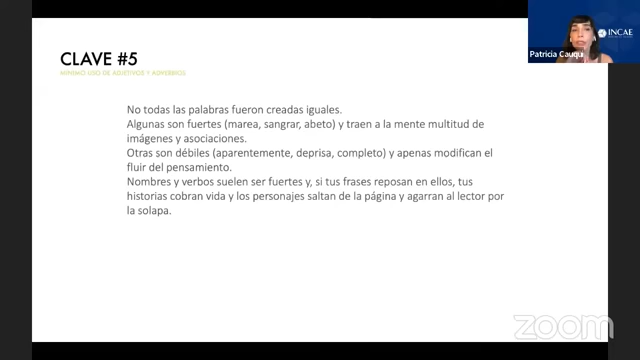 CLAVE #5
MÍNIMO USO DE ADJETIVOS Y ADVERBIOS
No todas las palabras fueron creadas iguales.
Algunas son fuertes (marea, sangrar, abeto) y traen a la mente multitud de
imágenes y asociaciones.
Otras son débiles (aparentemente, deprisa, completo) y apenas modifican el
fluir del pensamiento.
Nombres y verbos suelen ser fuertes y, si tus frases reposan en ellos, tus
historias cobran vida y los personajes saltan de la página y agarran al lector por
la solapa.
INCAE
Patricia Cauqui
zoom